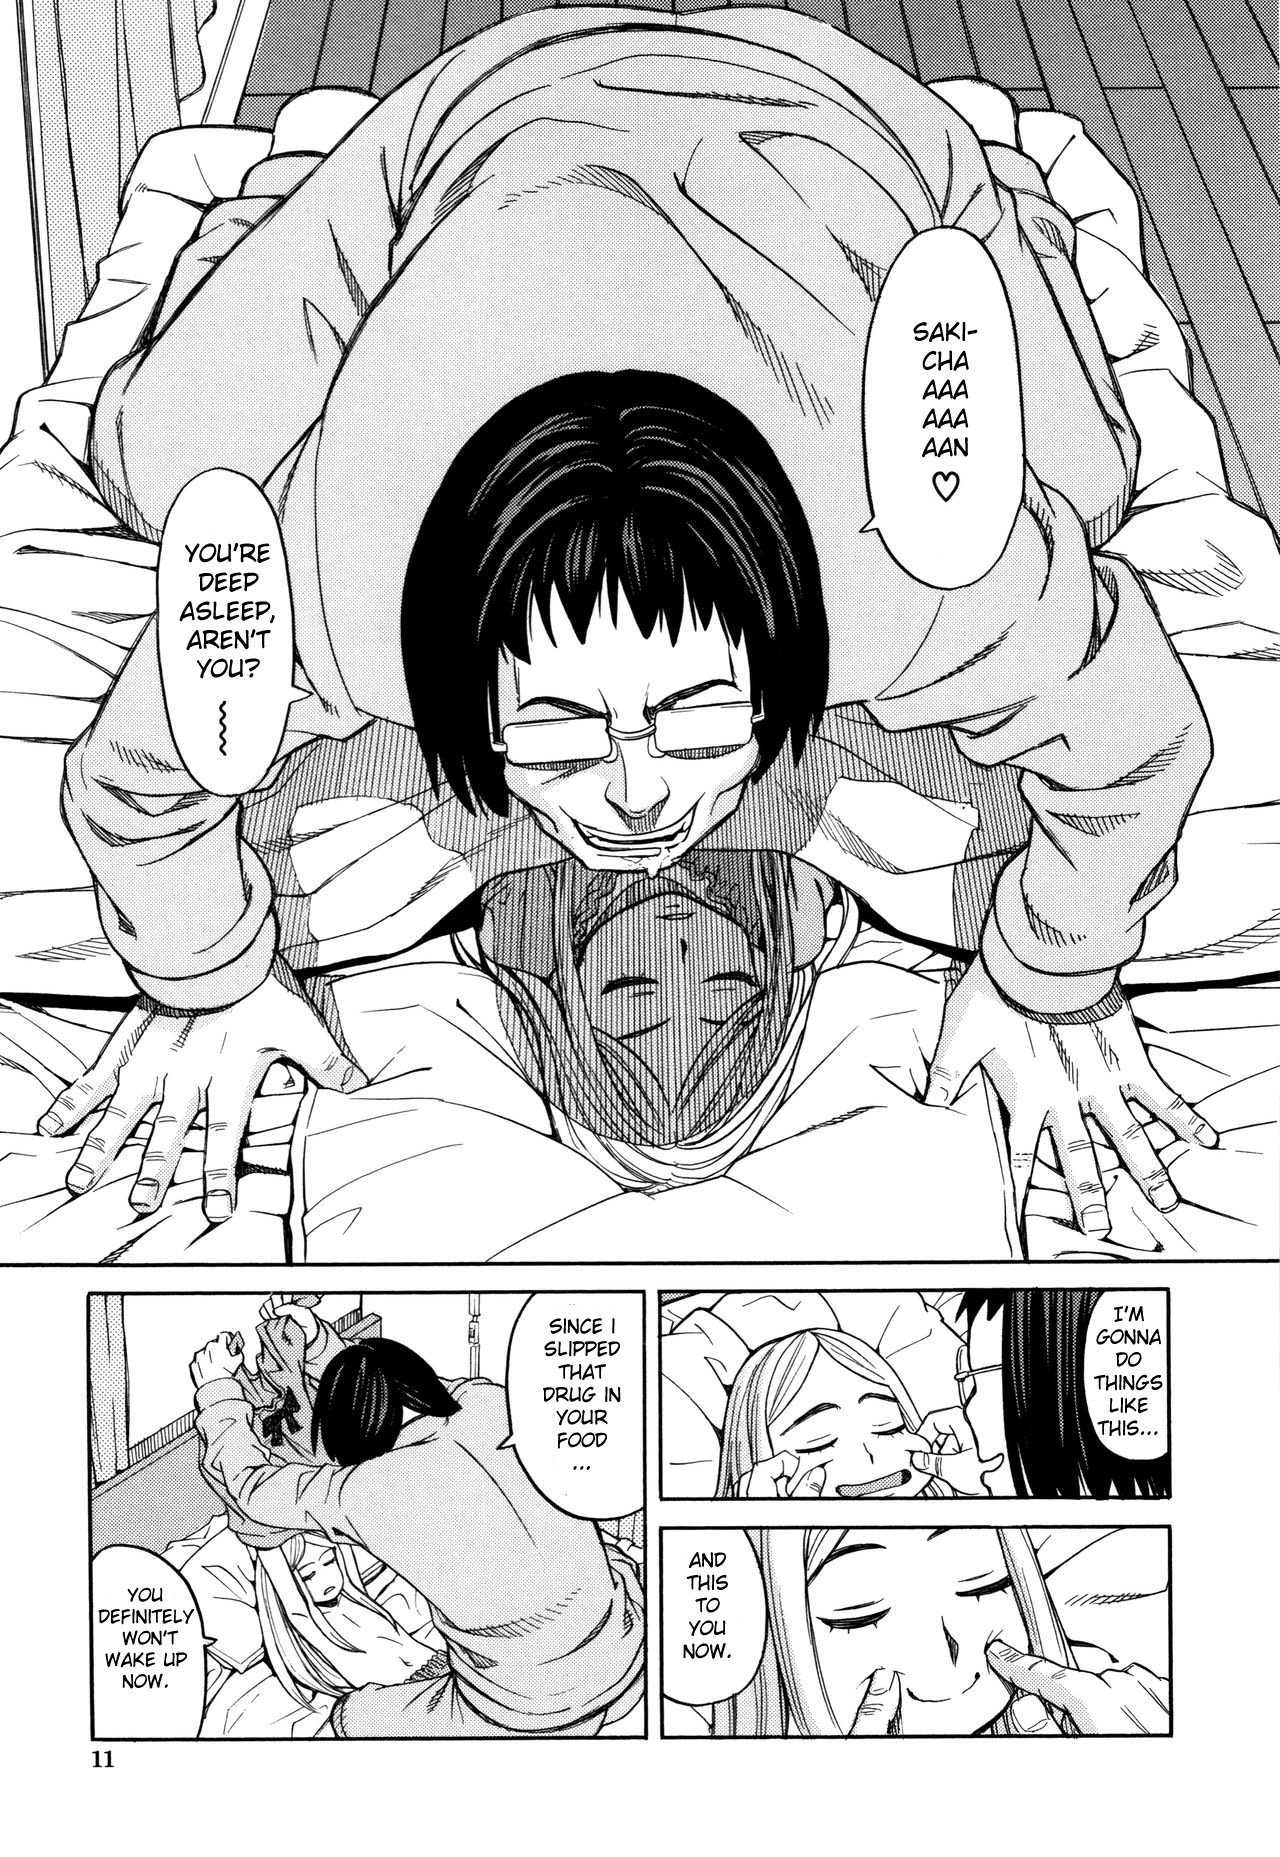 SAKI-
CHA
AAA
AAA
AAN
♡
YOU'RE
DEEP
ASLEEP,
AREN'T
YOU?
I'M
GONNA
DO
THINGS
LIKE
THIS...
AND
THIS
TO
YOU
NOW.
SINCE I
SLIPPED
THAT
DRUG IN
YOUR
FOOD
...
YOU
DEFINITELY
WON'T
WAKE UP
NOW.
11